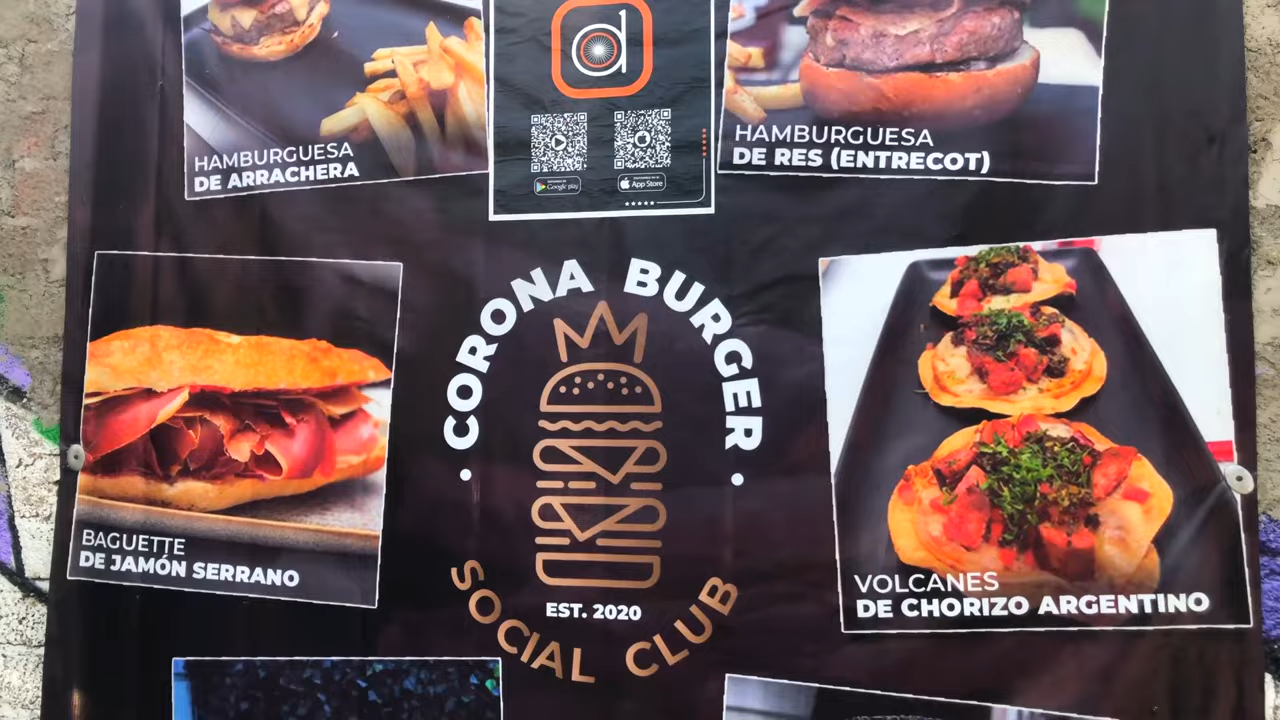 HAMBURGUESA
DE ARRACHERA
Google play
App Store
HAMBURGUESA
DE RES (ENTRECOT)
CORONA BURGER
EST. 2020
SOCIAL CLUB
BAGUETTE
DE JAMÓN SERRANO
VOLCANES
DE CHORIZO ARGENTINO